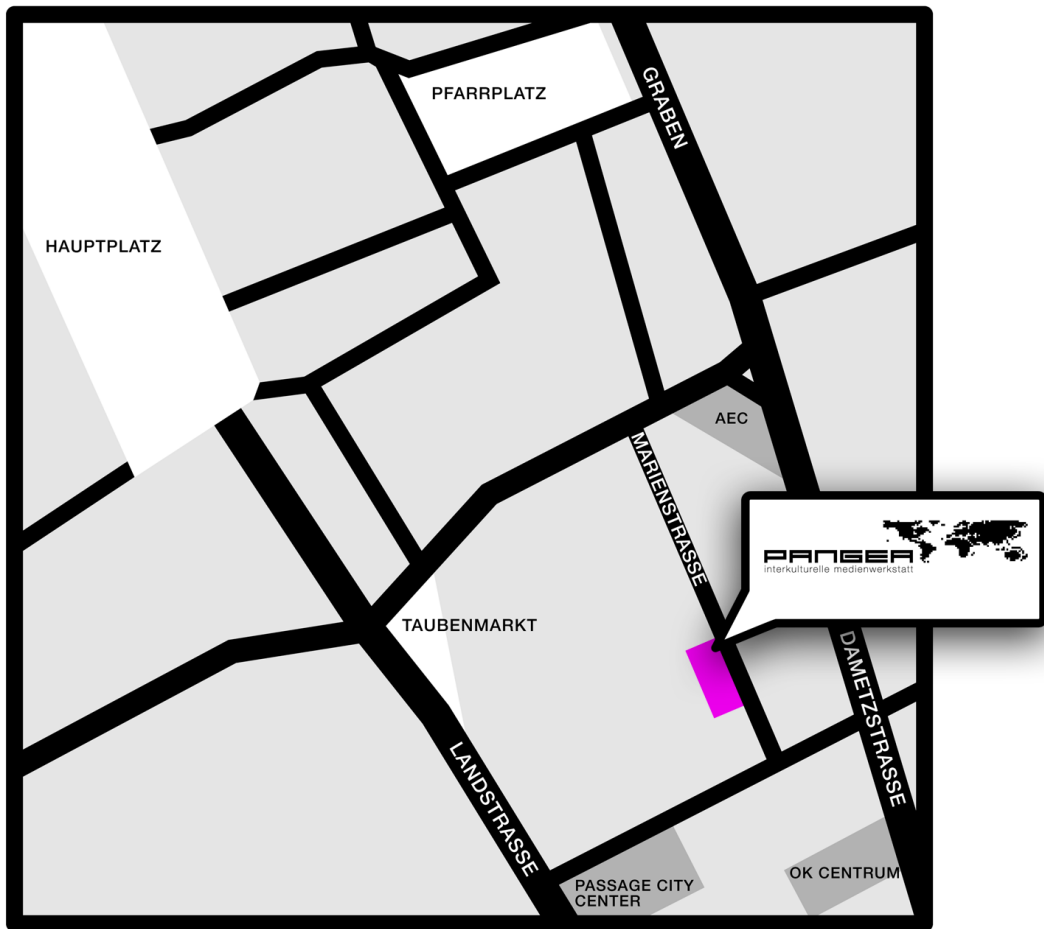 PFARRPLATZ
GRABEN
HAUPTPLATZ
AEC
MARIENSTRASSE
PANGEA
interkulturelle medienwerkstatt
TAUBENMARKT
DAMETZSTRASSE
LANDSTRASSE
OK CENTRUM
PASSAGE CITY
CENTER